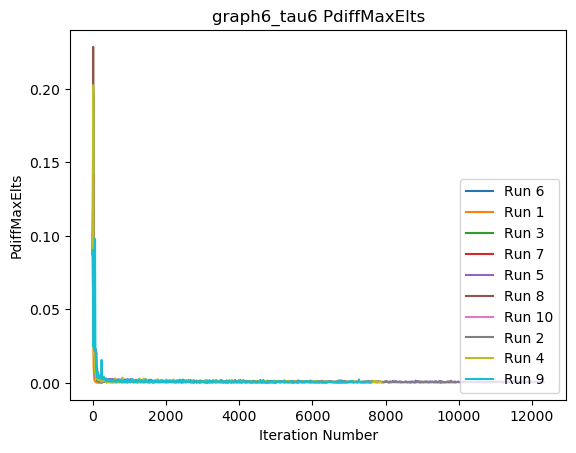 graph6_tau6 PdiffMaxElts
PdiffMaxElts
0.20
0.15
0.10
0.05
0.00
Run 6
Run 1
Run 3
Run 7
Run 5
Run 8
Run 10
Run 2
Run 4
Run 9
0
2000
4000
6000
8000
10000
12000
Iteration Number